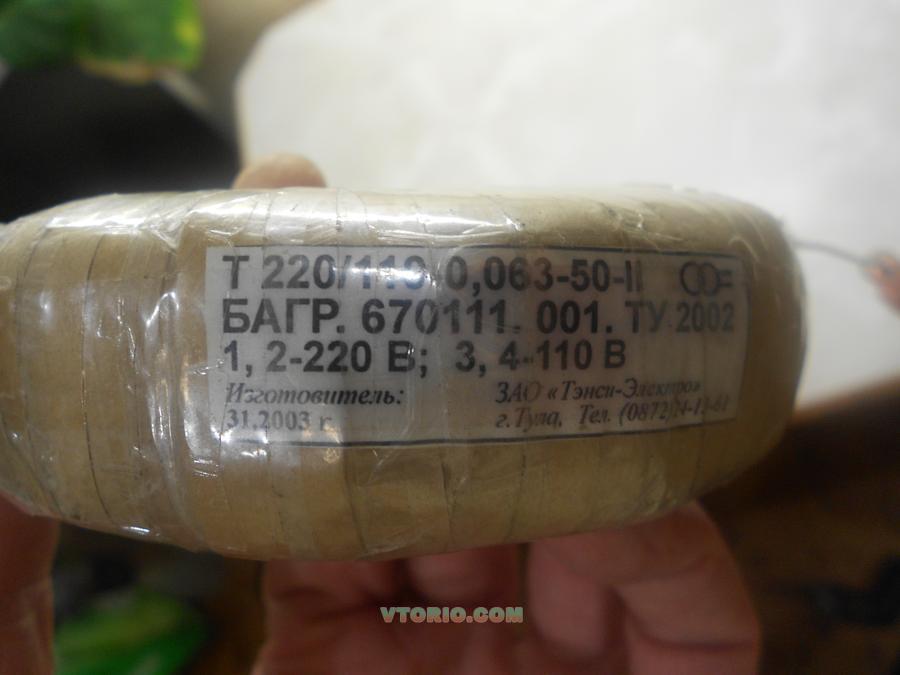 Т 220/110-0,063-50-II
БАГР. 670111. 001. ТУ 2002
1, 2-220 В; 3, 4-110 В
Изготовитель: ЗАО «Тэнси-Электро»
31.2003 г. г.Тула, Тел. (0872)
VTORIO.COM